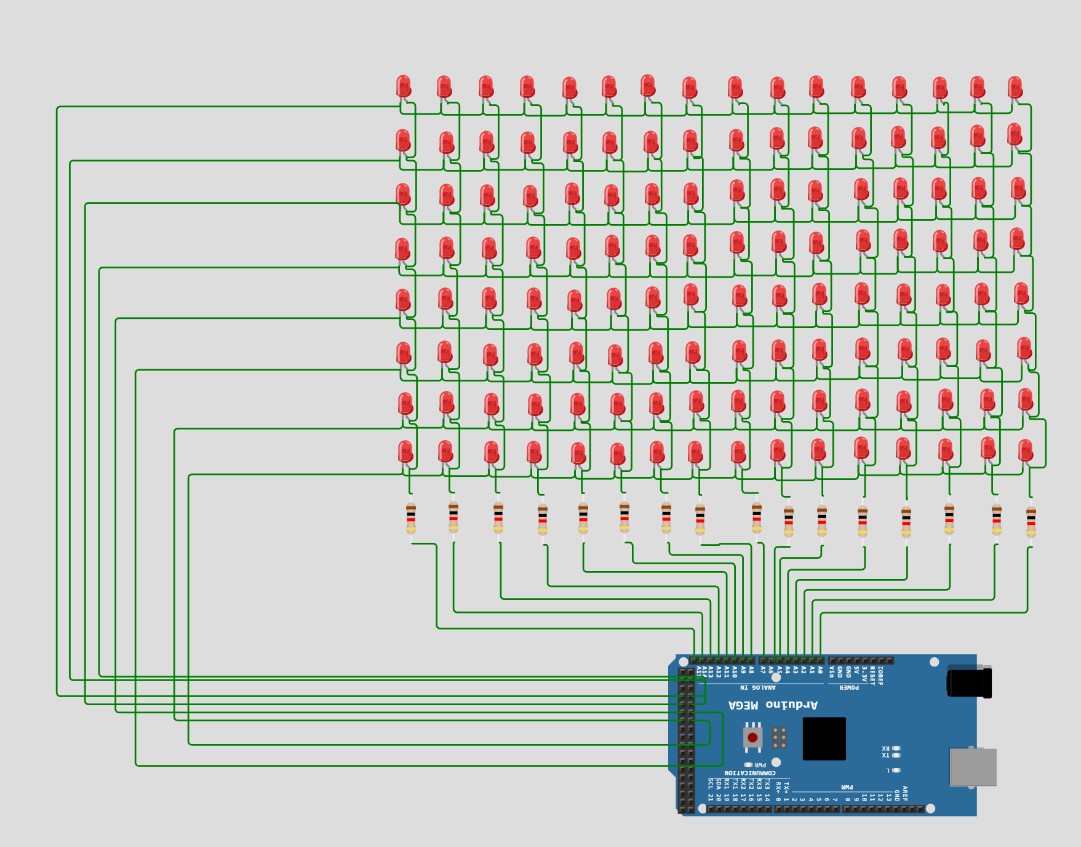 A15
A14
A13
A12
A11
A10
A9
A8
A7
A6
A5
A4
A3
A2
A1
A0
Vin
GND
GND
5V
3.3V
RESET
IOREF
ANALOG IN
POWER
Arduino MEGA
RX
TX
L
PWR
COMMUNICATION
SCL 21
SDA 20
RX1 19
TX1 18
RX2 17
TX2 16
RX3 15
TX3 14
RX← 0
TX→ 1
2
3
4
5
6
7
PWM
8
9
10
11
12
13
GND
AREF